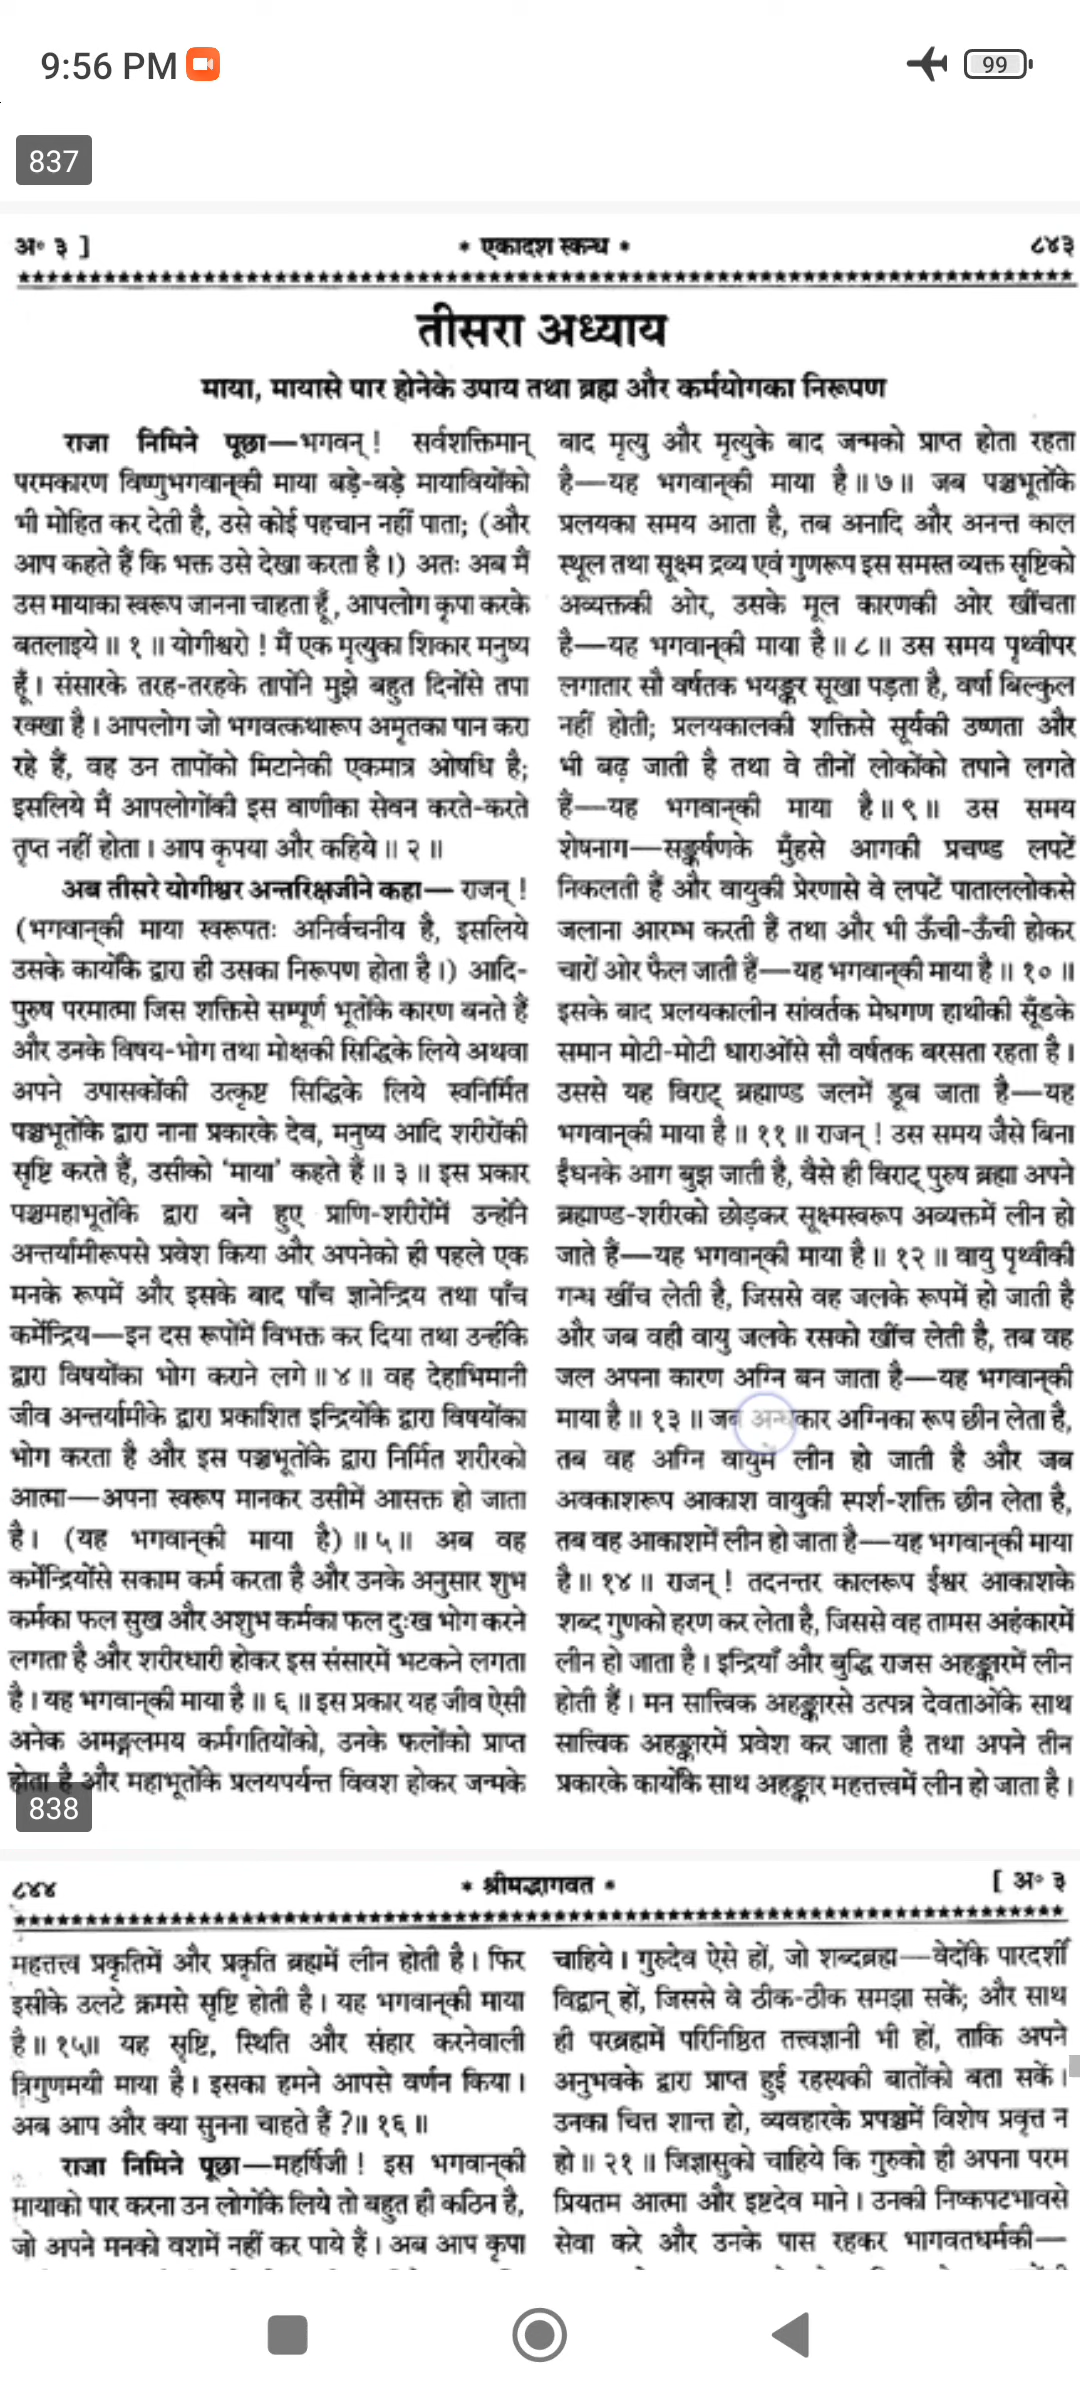 9:56 PM
99
837
अ॰ ३ ]
* एकादश स्कन्ध *
८४३
तीसरा अध्याय
माया, मायासे पार होनेके उपाय तथा ब्रह्म और कर्मयोगका निरूपण
राजा निमिने पूछा—भगवन् ! सर्वशक्तिमान्
परमकारण विष्णुभगवान्‌की माया बड़े-बड़े मायावियोंको
भी मोहित कर देती है, उसे कोई पहचान नहीं पाता; (और
आप कहते हैं कि भक्त उसे देखा करता है।) अतः अब मैं
उस मायाका स्वरूप जानना चाहता हूँ, आपलोग कृपा करके
बतलाइये ॥ १ ॥ योगीश्वरो ! मैं एक मृत्युका शिकार मनुष्य
हूँ। संसारके तरह-तरहके तापोंने मुझे बहुत दिनोंसे तपा
रक्खा है। आपलोग जो भगवत्कथारूप अमृतका पान करा
रहे हैं, वह उन तापोंको मिटानेकी एकमात्र ओषधि है;
इसलिये मैं आपलोगोंकी इस वाणीका सेवन करते-करते
तृप्त नहीं होता। आप कृपया और कहिये ॥ २ ॥
अब तीसरे योगीश्वर अन्तरिक्षजीने कहा— राजन् !
(भगवान्‌की माया स्वरूपतः अनिर्वचनीय है, इसलिये
उसके कार्योंके द्वारा ही उसका निरूपण होता है।) आदि-
पुरुष परमात्मा जिस शक्तिसे सम्पूर्ण भूतोंके कारण बनते हैं
और उनके विषय-भोग तथा मोक्षकी सिद्धिके लिये अथवा
अपने उपासकोंकी उत्कृष्ट सिद्धिके लिये स्वनिर्मित
पञ्चभूतोंके द्वारा नाना प्रकारके देव, मनुष्य आदि शरीरोंकी
सृष्टि करते हैं, उसीको ‘माया’ कहते हैं ॥ ३ ॥ इस प्रकार
पञ्चमहाभूतोंके द्वारा बने हुए प्राणि-शरीरोंमें उन्होंने
अन्तर्यामीरूपसे प्रवेश किया और अपनेको ही पहले एक
मनके रूपमें और इसके बाद पाँच ज्ञानेन्द्रिय तथा पाँच
कर्मेन्द्रिय—इन दस रूपोंमें विभक्त कर दिया तथा उन्हींके
द्वारा विषयोंका भोग कराने लगे ॥ ४ ॥ वह देहाभिमानी
जीव अन्तर्यामीके द्वारा प्रकाशित इन्द्रियोंके द्वारा विषयोंका
भोग करता है और इस पञ्चभूतोंके द्वारा निर्मित शरीरको
आत्मा—अपना स्वरूप मानकर उसीमें आसक्त हो जाता
है। (यह भगवान्‌की माया है) ॥ ५ ॥ अब वह
कर्मेन्द्रियोंसे सकाम कर्म करता है और उनके अनुसार शुभ
कर्मका फल सुख और अशुभ कर्मका फल दुःख भोग करने
लगता है और शरीरधारी होकर इस संसारमें भटकने लगता
है। यह भगवान्‌की माया है ॥ ६ ॥ इस प्रकार यह जीव ऐसी
अनेक अमङ्गलमय कर्मगतियोंको, उनके फलोंको प्राप्त
होता है और महाभूतोंके प्रलयपर्यन्त विवश होकर जन्मके
बाद मृत्यु और मृत्युके बाद जन्मको प्राप्त होता रहता
है—यह भगवान्‌की माया है ॥ ७ ॥ जब पञ्चभूतोंके
प्रलयका समय आता है, तब अनादि और अनन्त काल
स्थूल तथा सूक्ष्म द्रव्य एवं गुणरूप इस समस्त व्यक्त सृष्टिको
अव्यक्तकी ओर, उसके मूल कारणकी ओर खींचता
है—यह भगवान्‌की माया है ॥ ८ ॥ उस समय पृथ्वीपर
लगातार सौ वर्षतक भयङ्कर सूखा पड़ता है, वर्षा बिल्कुल
नहीं होती; प्रलयकालकी शक्तिसे सूर्यकी उष्णता और
भी बढ़ जाती है तथा वे तीनों लोकोंको तपाने लगते
हैं—यह भगवान्‌की माया है ॥ ९ ॥ उस समय
शेषनाग—सङ्कर्षणके मुँहसे आगकी प्रचण्ड लपटें
निकलती हैं और वायुकी प्रेरणासे वे लपटें पाताललोकसे
जलाना आरम्भ करती हैं तथा और भी ऊँची-ऊँची होकर
चारों ओर फैल जाती हैं—यह भगवान्‌की माया है ॥ १० ॥
इसके बाद प्रलयकालीन सांवर्तक मेघगण हाथीकी सूँडके
समान मोटी-मोटी धाराओंसे सौ वर्षतक बरसता रहता है।
उससे यह विराट् ब्रह्माण्ड जलमें डूब जाता है—यह
भगवान्‌की माया है ॥ ११ ॥ राजन् ! उस समय जैसे बिना
ईंधनके आग बुझ जाती है, वैसे ही विराट् पुरुष ब्रह्मा अपने
ब्रह्माण्ड-शरीरको छोड़कर सूक्ष्मस्वरूप अव्यक्तमें लीन हो
जाते हैं—यह भगवान्‌की माया है ॥ १२ ॥ वायु पृथ्वीकी
गन्ध खींच लेती है, जिससे वह जलके रूपमें हो जाती है
और जब वही वायु जलके रसको खींच लेती है, तब वह
जल अपना कारण अग्नि बन जाता है—यह भगवान्‌की
माया है ॥ १३ ॥ जब अन्धकार अग्निका रूप छीन लेता है,
तब वह अग्नि वायुमें लीन हो जाती है और जब
अवकाशरूप आकाश वायुकी स्पर्श-शक्ति छीन लेता है,
तब वह आकाशमें लीन हो जाता है—यह भगवान्‌की माया
है ॥ १४ ॥ राजन् ! तदनन्तर कालरूप ईश्वर आकाशके
शब्द गुणको हरण कर लेता है, जिससे वह तामस अहंकारमें
लीन हो जाता है। इन्द्रियाँ और बुद्धि राजस अहङ्कारमें लीन
होती हैं। मन सात्त्विक अहङ्कारसे उत्पन्न देवताओंके साथ
सात्त्विक अहङ्कारमें प्रवेश कर जाता है तथा अपने तीन
प्रकारके कार्योंके साथ अहङ्कार महत्तत्त्वमें लीन हो जाता है।
838
८४४
* श्रीमद्भागवत *
[ अ॰ ३
महत्तत्त्व प्रकृतिमें और प्रकृति ब्रह्ममें लीन होती है। फिर
इसीके उलटे क्रमसे सृष्टि होती है। यह भगवान्‌की माया
है ॥ १५॥ यह सृष्टि, स्थिति और संहार करनेवाली
त्रिगुणमयी माया है। इसका हमने आपसे वर्णन किया।
अब आप और क्या सुनना चाहते हैं ?॥ १६ ॥
राजा निमिने पूछा—महर्षिजी ! इस भगवान्‌की
मायाको पार करना उन लोगोंके लिये तो बहुत ही कठिन है,
जो अपने मनको वशमें नहीं कर पाये हैं। अब आप कृपा
चाहिये। गुरुदेव ऐसे हों, जो शब्दब्रह्म—वेदोंके पारदर्शी
विद्वान् हों, जिससे वे ठीक-ठीक समझा सकें; और साथ
ही परब्रह्ममें परिनिष्ठित तत्त्वज्ञानी भी हों, ताकि अपने
अनुभवके द्वारा प्राप्त हुई रहस्यकी बातोंको बता सकें।
उनका चित्त शान्त हो, व्यवहारके प्रपञ्चमें विशेष प्रवृत्त न
हो ॥ २१ ॥ जिज्ञासुको चाहिये कि गुरुको ही अपना परम
प्रियतम आत्मा और इष्टदेव माने। उनकी निष्कपटभावसे
सेवा करे और उनके पास रहकर भागवतधर्मकी—